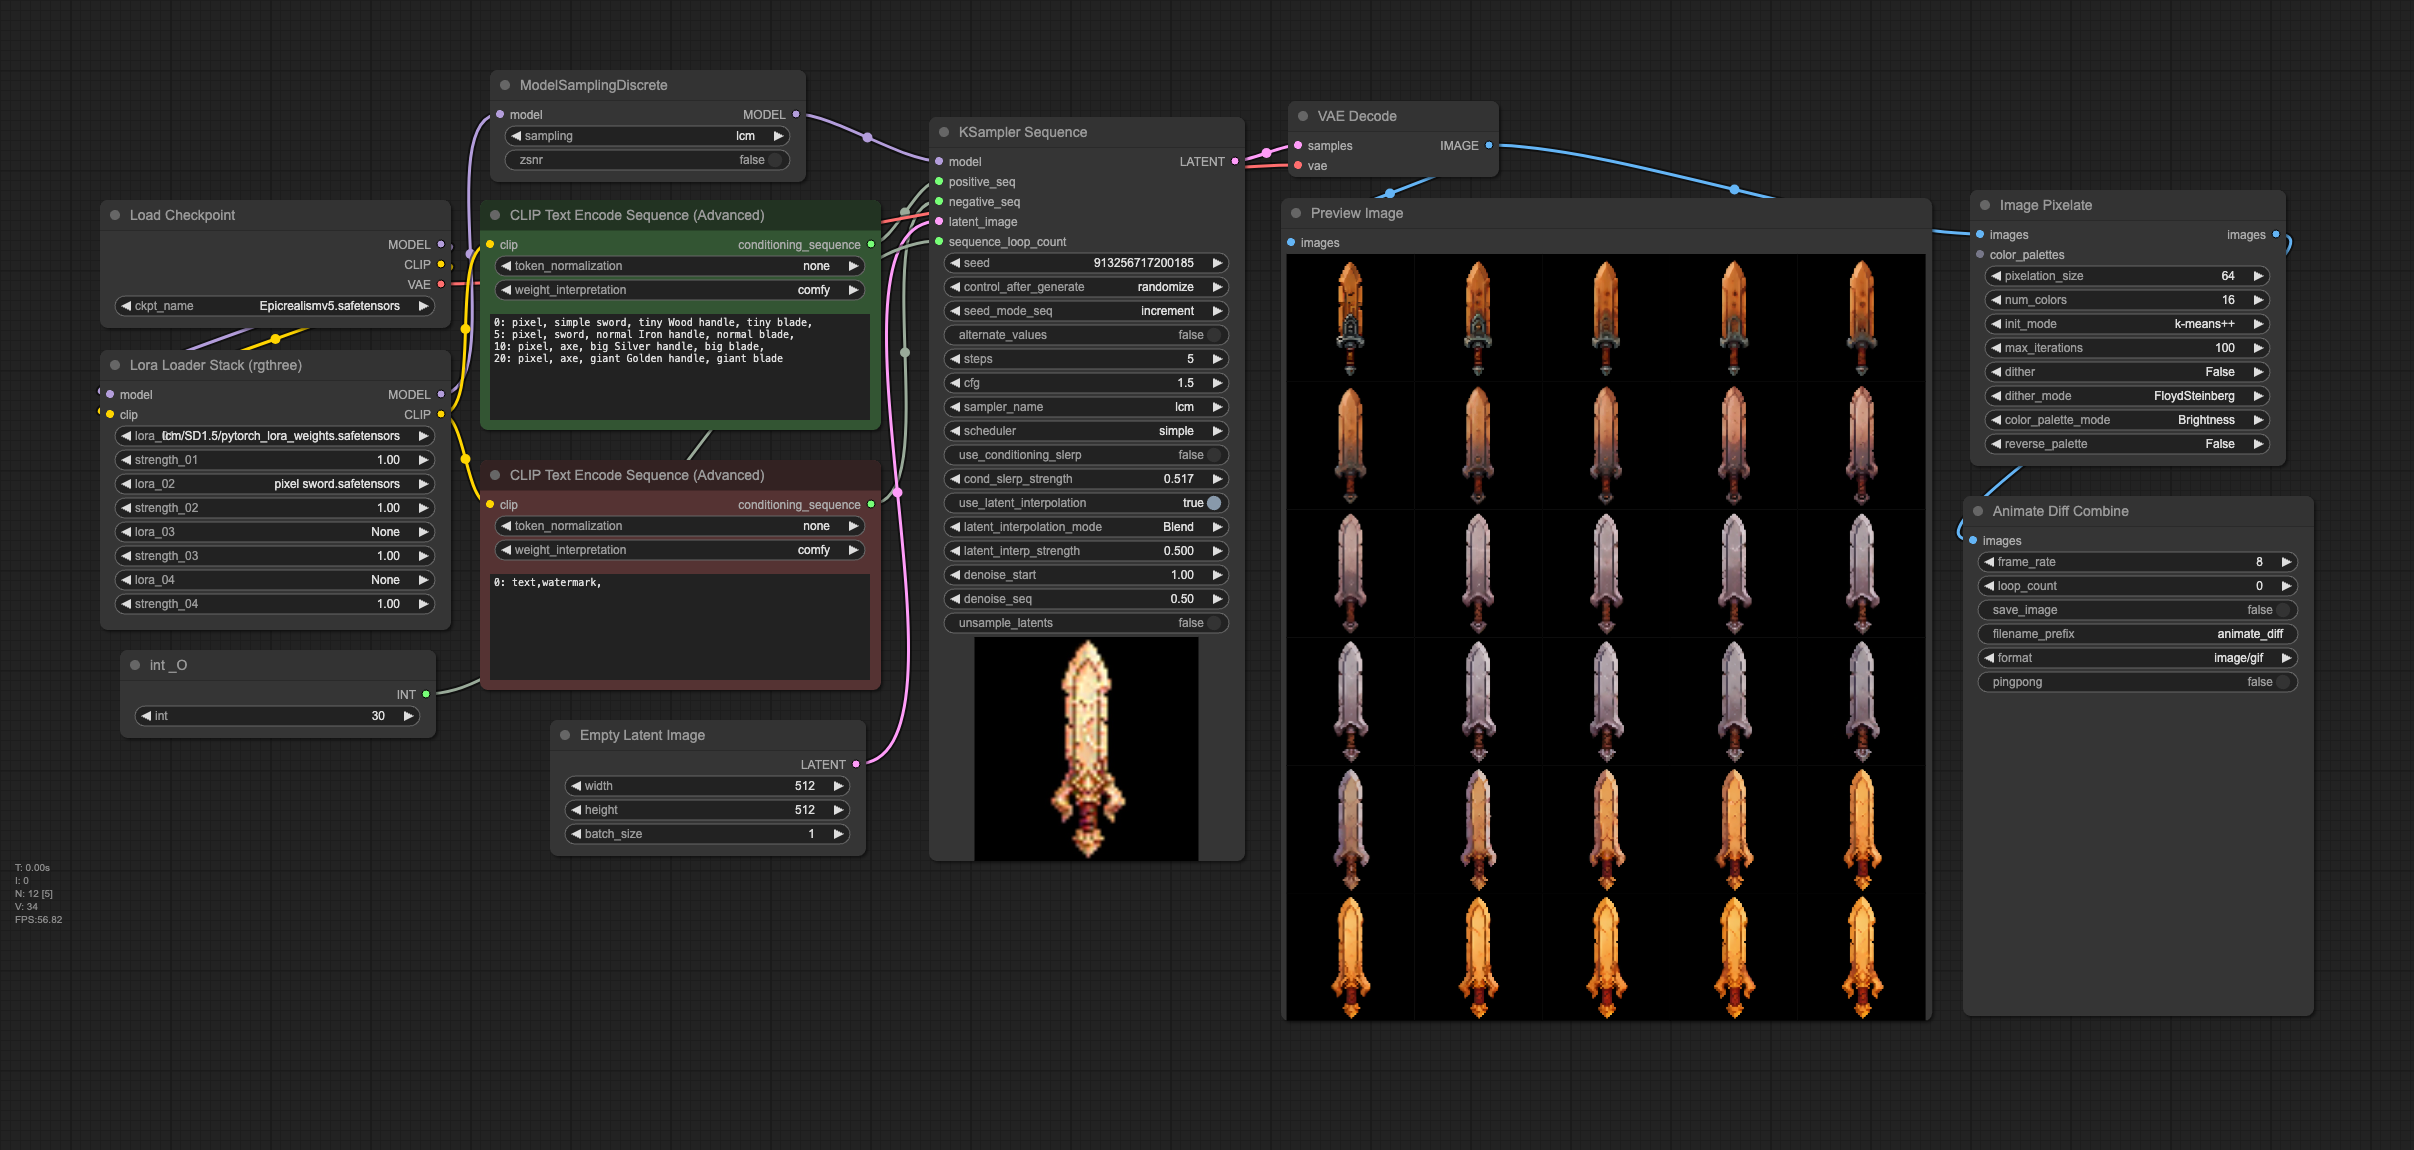 ModelSamplingDiscrete
model MODEL
sampling lcm
zsnr false
Load Checkpoint
MODEL
CLIP
VAE
ckpt_name Epicrealismv5.safetensors
Lora Loader Stack (rgthree)
model MODEL
clip CLIP
lcm/SD1.5/pytorch_lora_weights.safetensors
strength_01 1.00
lora_02 pixel sword.safetensors
strength_02 1.00
lora_03 None
strength_03 1.00
lora_04 None
strength_04 1.00
int _O
INT
int 30
CLIP Text Encode Sequence (Advanced)
clip conditioning_sequence
token_normalization none
weight_interpretation comfy
0: pixel, simple sword, tiny Wood handle, tiny blade,
5: pixel, sword, normal Iron handle, normal blade,
10: pixel, axe, big Silver handle, big blade,
20: pixel, axe, giant Golden handle, giant blade
CLIP Text Encode Sequence (Advanced)
clip conditioning_sequence
token_normalization none
weight_interpretation comfy
0: text,watermark,
Empty Latent Image
LATENT
width 512
height 512
batch_size 1
KSampler Sequence
model LATENT
positive_seq
negative_seq
latent_image
sequence_loop_count
seed 913256717200185
control_after_generate randomize
seed_mode_seq increment
alternate_values false
steps 5
cfg 1.5
sampler_name lcm
scheduler simple
use_conditioning_slerp false
cond_slerp_strength 0.517
use_latent_interpolation true
latent_interpolation_mode Blend
latent_interp_strength 0.500
denoise_start 1.00
denoise_seq 0.50
unsample_latents false
VAE Decode
samples IMAGE
vae
Preview Image
images
Image Pixelate
images images
color_palettes
pixelation_size 64
num_colors 16
init_mode k-means++
max_iterations 100
dither False
dither_mode FloydSteinberg
color_palette_mode Brightness
reverse_palette False
Animate Diff Combine
images
frame_rate 8
loop_count 0
save_image false
filename_prefix animate_diff
format image/gif
pingpong false
T: 0.00s
I: 0
N: 12 [5]
V: 34
FPS:56.82